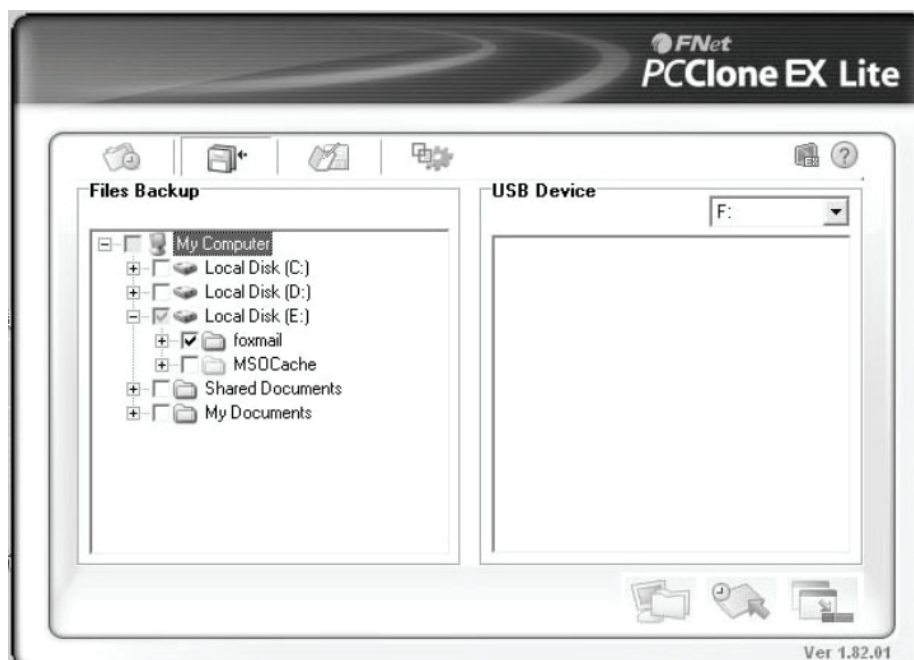 FNet
PCClone EX Lite
EX
?
Files Backup
USB Device
F:
My Computer
Local Disk (C:)
Local Disk (D:)
Local Disk (E:)
foxmail
MSOCache
Shared Documents
My Documents
Ver 1.82.01